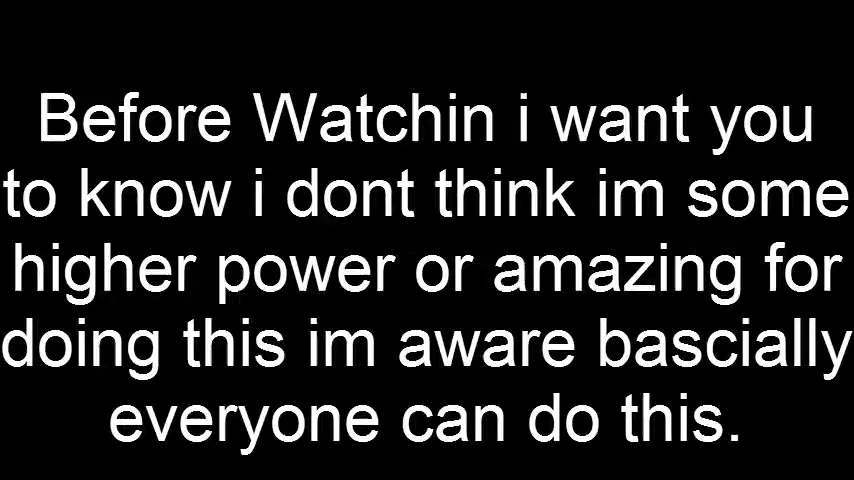 Before Watchin i want you
to know i dont think im some
higher power or amazing for
doing this im aware bascially
everyone can do this.